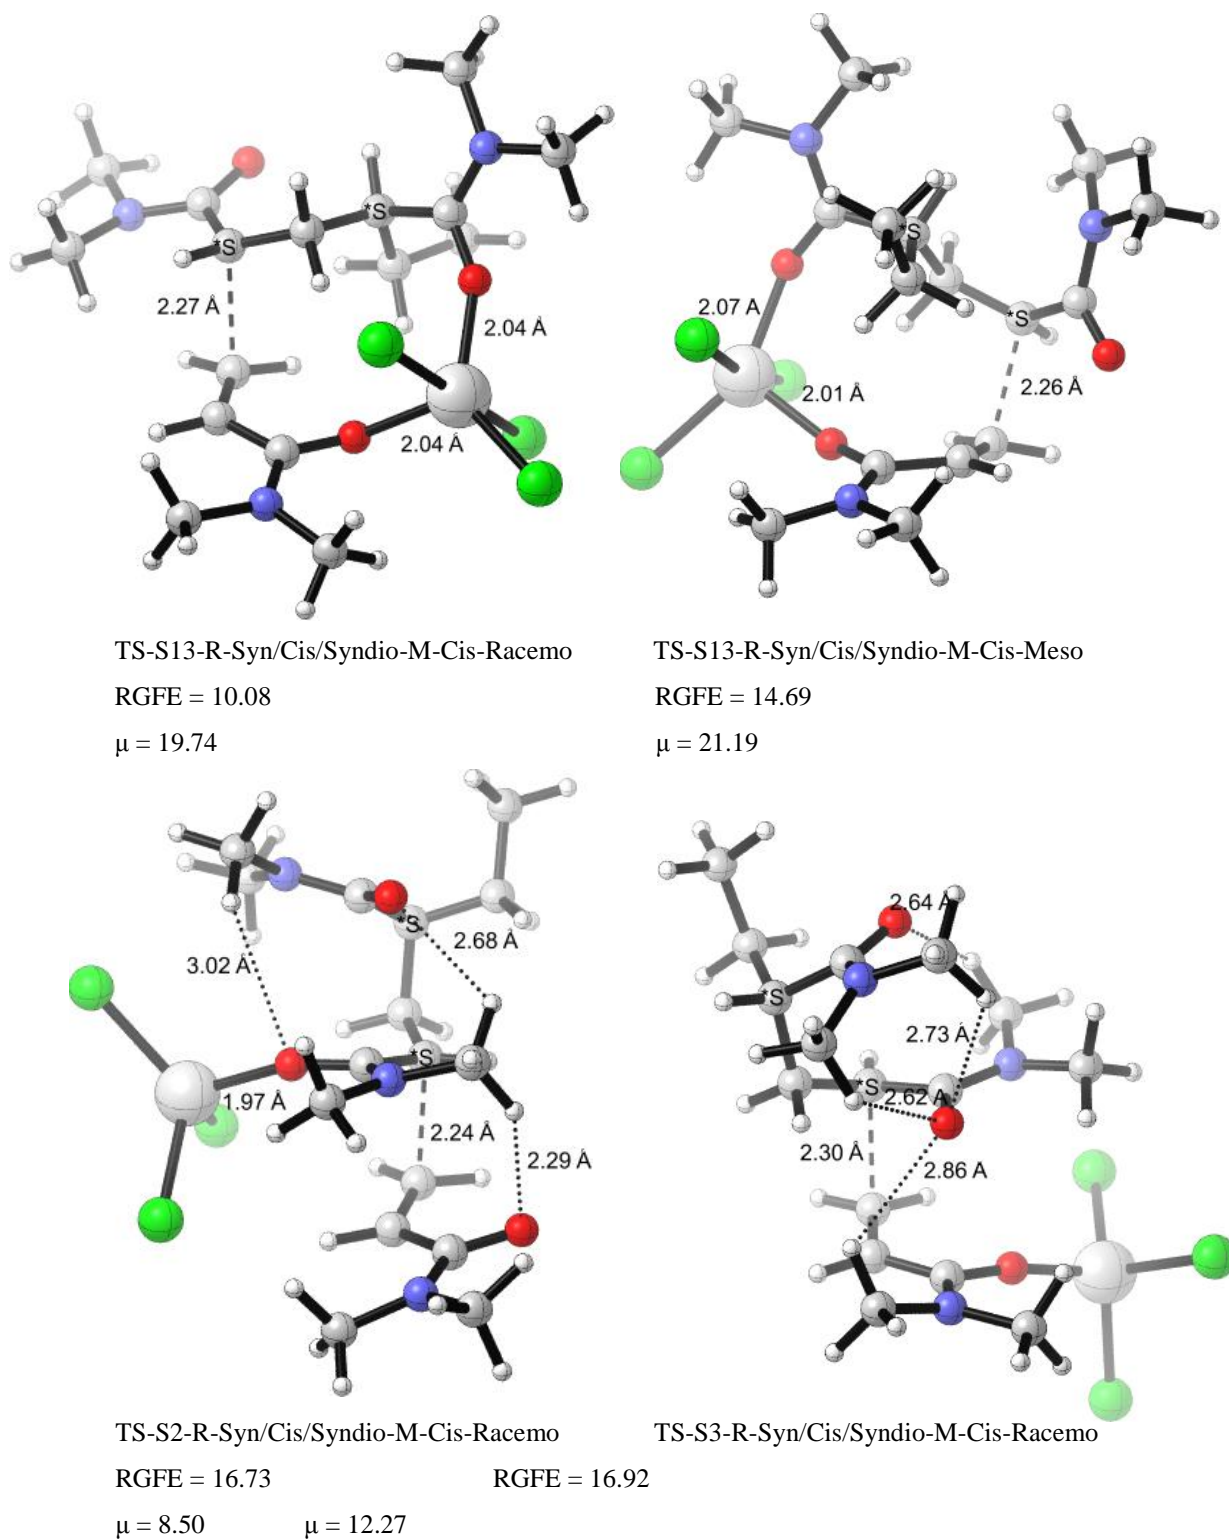 *S
*S
2.27 Å
2.04 Å
2.04 Å
*S
*S
2.07 Å
2.01 Å
2.26 Å
TS-S13-R-Syn/Cis/Syndio-M-Cis-Racemo TS-S13-R-Syn/Cis/Syndio-M-Cis-Meso
RGFE = 10.08 RGFE = 14.69
μ = 19.74 μ = 21.19
*S
2.68 Å
3.02 Å
*S
1.97 Å
2.24 Å
2.29 Å
2.64 Å
*S
2.73 Å
*S
2.62 Å
2.30 Å
2.86 Å
TS-S2-R-Syn/Cis/Syndio-M-Cis-Racemo TS-S3-R-Syn/Cis/Syndio-M-Cis-Racemo
RGFE = 16.73 RGFE = 16.92
μ = 8.50 μ = 12.27